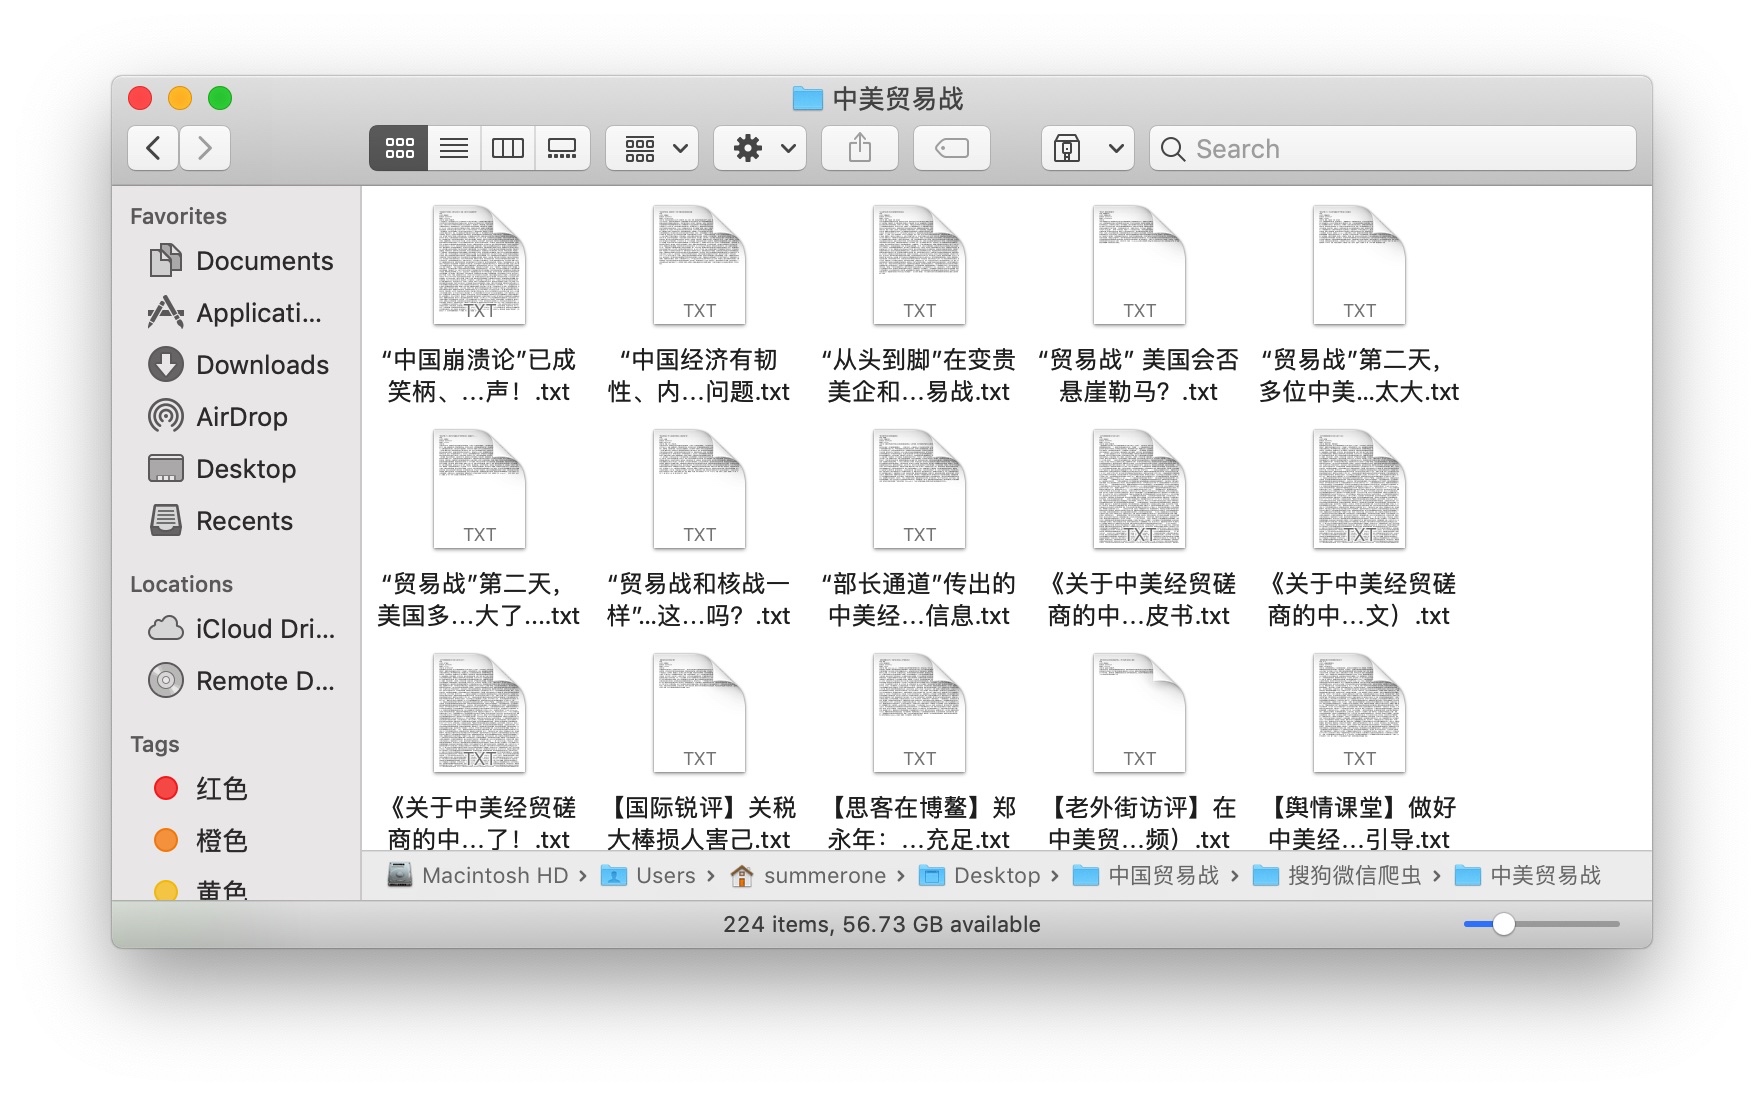 中美贸易战
Search
Favorites
Documents
Applicati...
Downloads
AirDrop
Desktop
Recents
Locations
iCloud Dri...
Remote D...
Tags
红色
橙色
黄色
TXT
TXT
TXT
TXT
TXT
“中国崩溃论”已成
笑柄、...声！.txt
“中国经济有韧
性、内...问题.txt
“从头到脚”在变贵
美企和...易战.txt
“贸易战” 美国会否
悬崖勒马？.txt
“贸易战”第二天，
多位中美...太大.txt
TXT
TXT
TXT
TXT
TXT
“贸易战”第二天，
美国多...大了....txt
“贸易战和核战一
样”...这...吗？.txt
“部长通道”传出的
中美经...信息.txt
《关于中美经贸磋
商的中...皮书.txt
《关于中美经贸磋
商的中...文）.txt
TXT
TXT
TXT
TXT
TXT
《关于中美经贸磋
商的中...了！.txt
【国际锐评】关税
大棒损人害己.txt
【思客在博鳌】郑
永年：...充足.txt
【老外街访评】在
中美贸...频）.txt
【舆情课堂】做好
中美经...引导.txt
Macintosh HD › Users › summerone › Desktop › 中国贸易战 › 搜狗微信爬虫 › 中美贸易战
224 items, 56.73 GB available